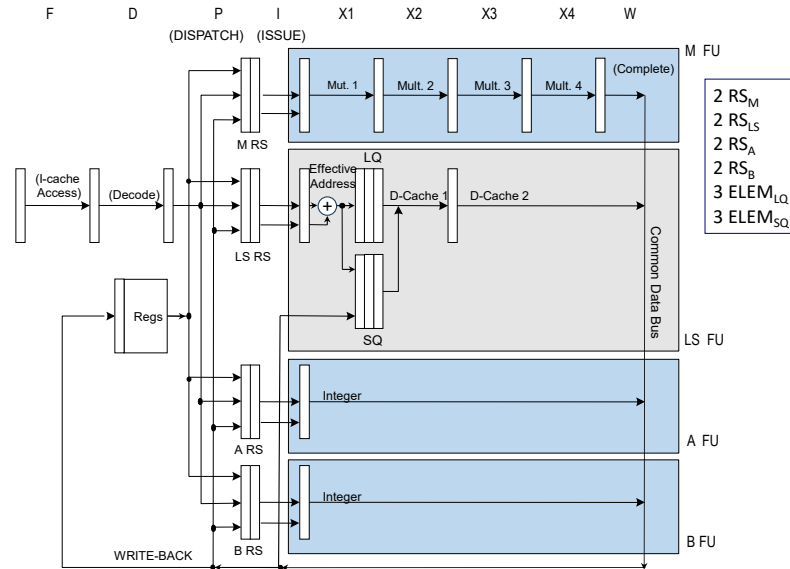 F D P I X1 X2 X3 X4 W
(DISPATCH) (ISSUE)
M FU
(Complete)
Mut. 1 Mult. 2 Mult. 3 Mult. 4
2 RSM
2 RSLS
2 RSA
2 RSB
3 ELEMLQ
3 ELEMSQ
M RS
LQ
(I-cache
Access)
(Decode)
Effective
Address
+
D-Cache 1
D-Cache 2
LS RS
Common Data Bus
Regs
SQ
LS FU
Integer
A RS
A FU
Integer
B RS
B FU
WRITE-BACK